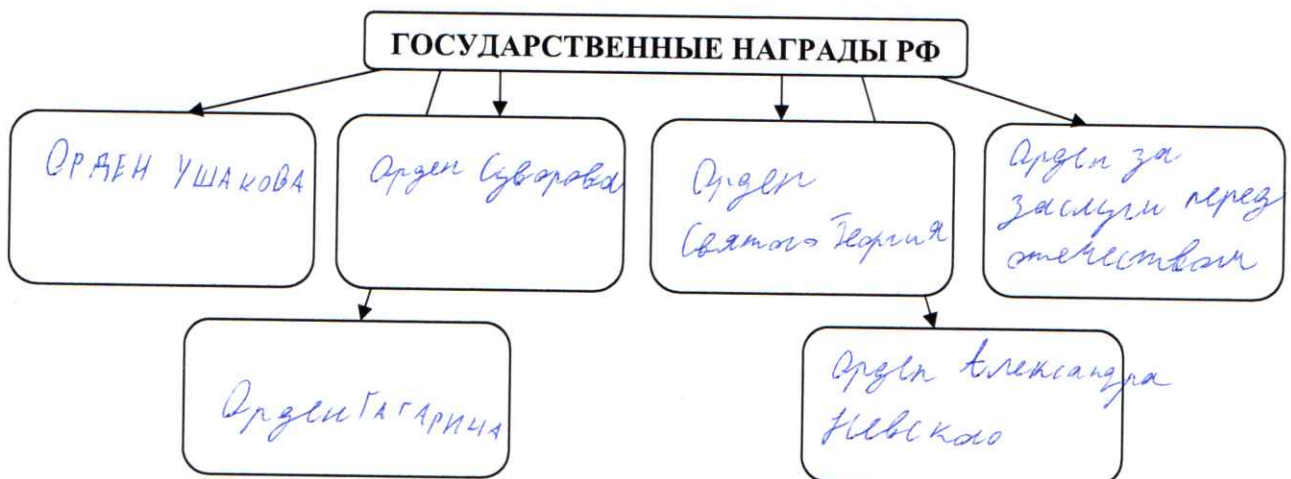 ГОСУДАРСТВЕННЫЕ НАГРАДЫ РФ
ОРДЕН УШАКОВА
Орден Суворова
Орден
Святого Георгия
Орден за
заслуги перед
отечеством
Орден ГАГАРИНА
Орден Александра
Невского